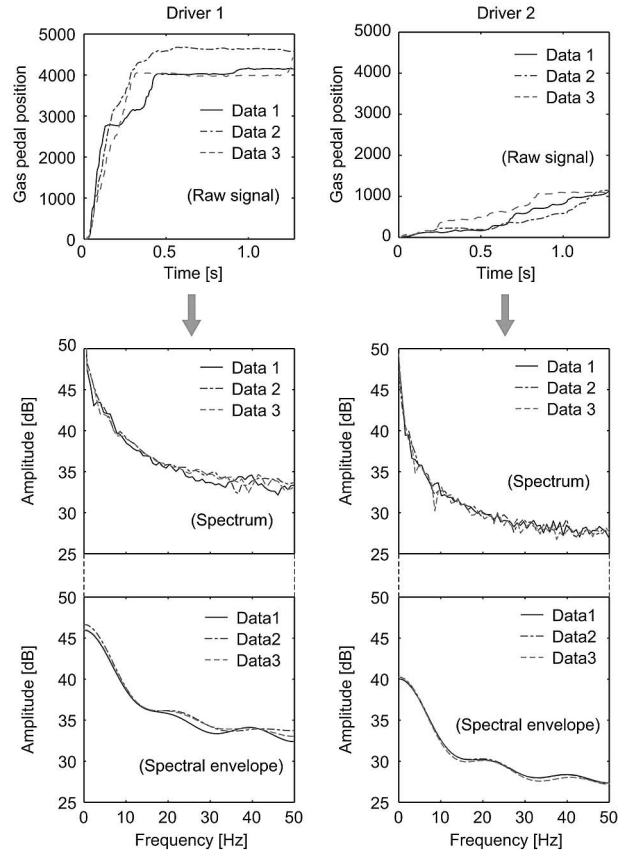 Driver 1
Gas pedal position
5000
4000
3000
2000
1000
0
Data 1
Data 2
Data 3
(Raw signal)
0 0.5 1.0
Time [s]
Driver 2
Gas pedal position
5000
4000
3000
2000
1000
0
Data 1
Data 2
Data 3
(Raw signal)
0 0.5 1.0
Time [s]
Amplitude [dB]
50
45
40
35
30
25
Data 1
Data 2
Data 3
(Spectrum)
Amplitude [dB]
50
45
40
35
30
25
Data 1
Data 2
Data 3
(Spectrum)
Amplitude [dB]
50
45
40
35
30
25
Data1
Data2
Data3
(Spectral envelope)
0 10 20 30 40 50
Frequency [Hz]
Amplitude [dB]
50
45
40
35
30
25
Data1
Data2
Data3
(Spectral envelope)
0 10 20 30 40 50
Frequency [Hz]